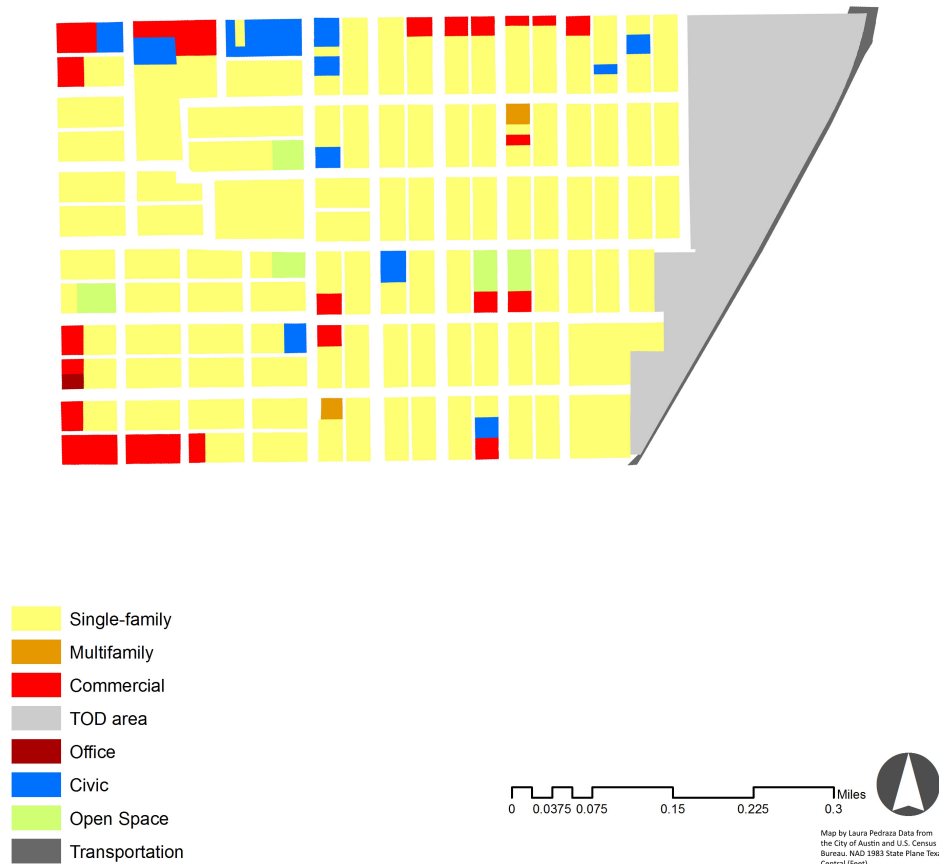 Single-family
Multifamily
Commercial
TOD area
Office
Civic
Open Space
Transportation
Miles
0 0.0375 0.075 0.15 0.225 0.3
Map by Laura Pedraza Data from
the City of Austin and U.S. Census
Bureau. NAD 1983 State Plane Texa
Central (Feet)